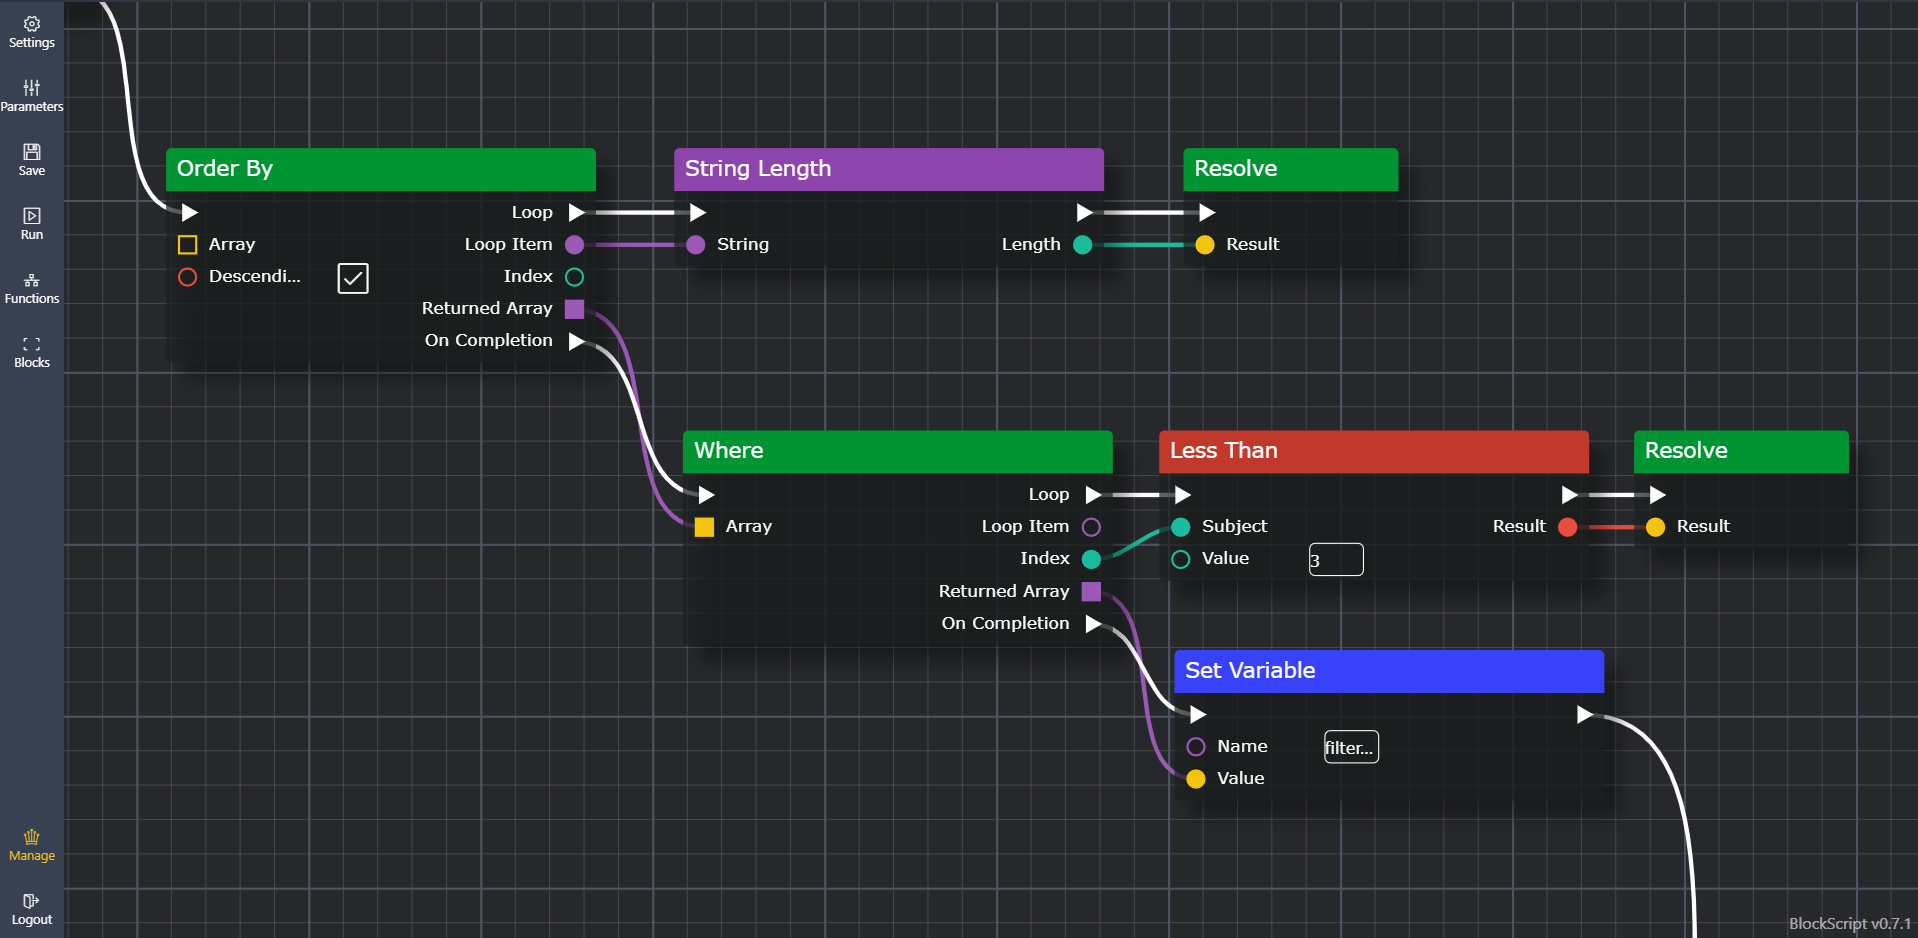 Settings
Parameters
Save
Run
Functions
Blocks
Manage
Logout
Order By
Loop
Array
Loop Item
Descendi...
Index
Returned Array
On Completion
String Length
String
Length
Resolve
Result
Where
Loop
Loop Item
Array
Index
Returned Array
On Completion
Less Than
Subject
Result
Value
3
Resolve
Result
Set Variable
Name
filter...
Value
BlockScript v0.7.1